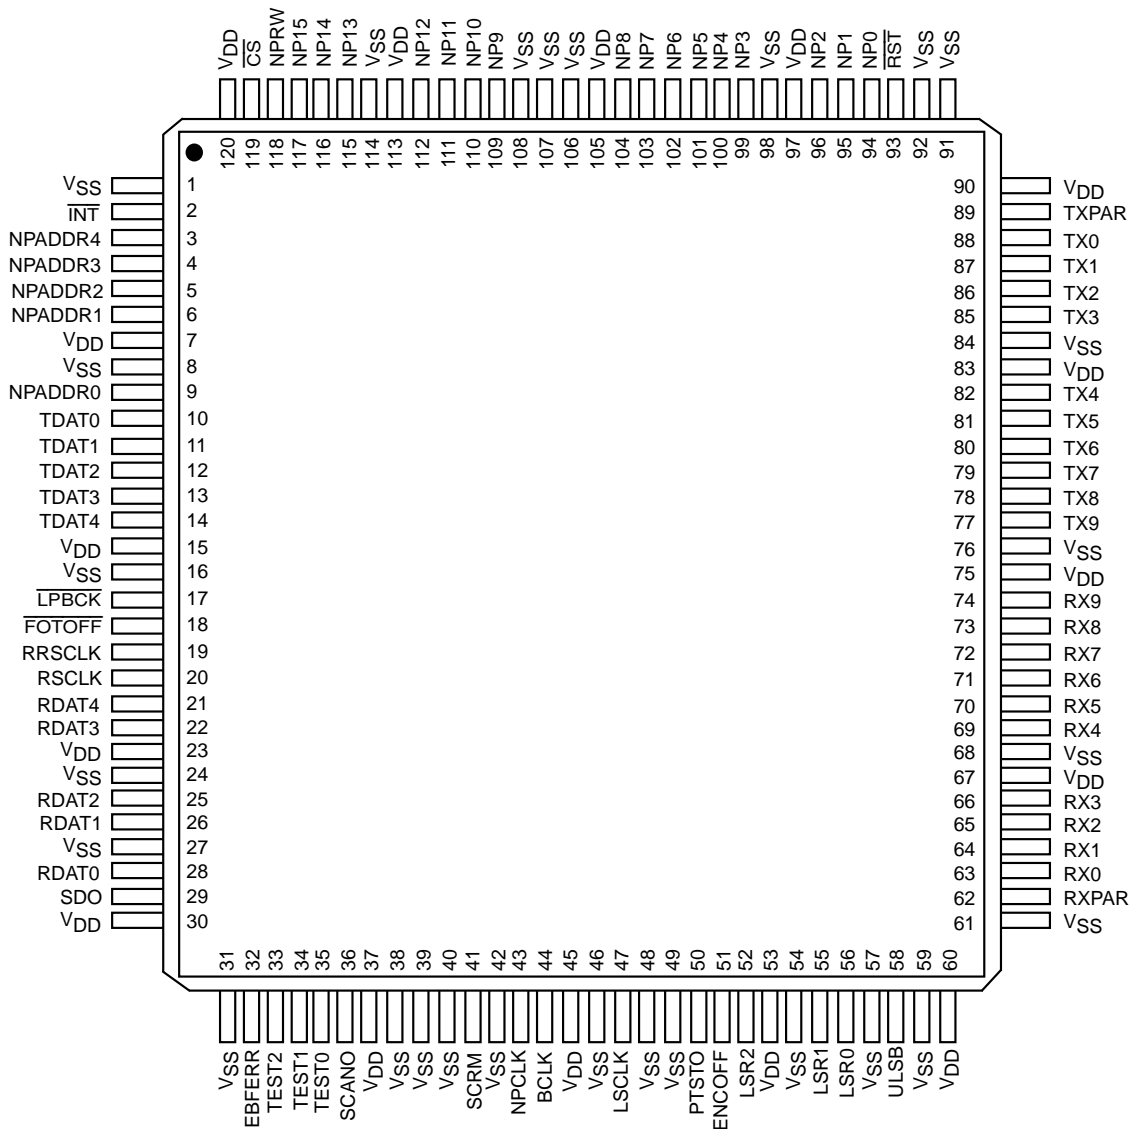 VDD CS NPRW NP15 NP14 NP13 VSS VDD NP12 NP11 NP10 NP9 VSS VSS VSS VDD NP8 NP7 NP6 NP5 NP4 NP3 VSS VDD NP2 NP1 NP0 RST VSS VSS
120 119 118 117 116 115 114 113 112 111 110 109 108 107 106 105 104 103 102 101 100 99 98 97 96 95 94 93 92 91
VSS 1 90 VDD
INT 2 89 TXPAR
NPADDR4 3 88 TX0
NPADDR3 4 87 TX1
NPADDR2 5 86 TX2
NPADDR1 6 85 TX3
VDD 7 84 VSS
VSS 8 83 VDD
NPADDR0 9 82 TX4
TDAT0 10 81 TX5
TDAT1 11 80 TX6
TDAT2 12 79 TX7
TDAT3 13 78 TX8
TDAT4 14 77 TX9
VDD 15 76 VSS
VSS 16 75 VDD
LPBCK 17 74 RX9
FOTOFF 18 73 RX8
RRSCLK 19 72 RX7
RSCLK 20 71 RX6
RDAT4 21 70 RX5
RDAT3 22 69 RX4
VDD 23 68 VSS
VSS 24 67 VDD
RDAT2 25 66 RX3
RDAT1 26 65 RX2
VSS 27 64 RX1
RDAT0 28 63 RX0
SDO 29 62 RXPAR
VDD 30 61 VSS
31 32 33 34 35 36 37 38 39 40 41 42 43 44 45 46 47 48 49 50 51 52 53 54 55 56 57 58 59 60
VSS EBFERR TEST2 TEST1 TEST0 SCANO VDD VSS VSS VSS SCRM VSS NPCLK BCLK VDD VSS LSCLK VSS VSS PTSTO ENCOFF LSR2 VDD VSS LSR1 LSR0 VSS ULSB VSS VDD